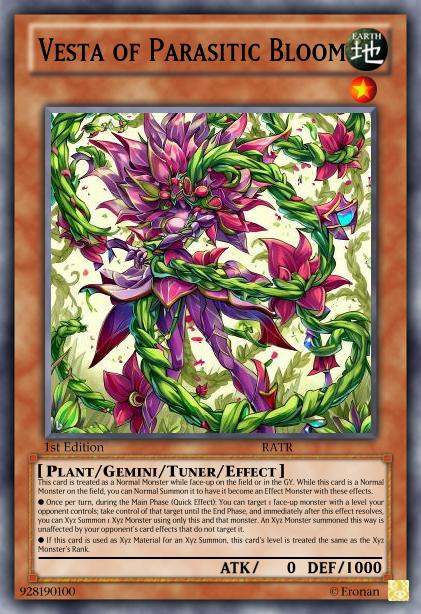 VESTA OF PARASITIC BLOOM
EARTH
地
1st Edition RATR
[ PLANT/GEMINI/TUNER/EFFECT ]
This card is treated as a Normal Monster while face-up on the field or in the GY. While this card is a Normal
Monster on the field, you can Normal Summon it to have it become an Effect Monster with these effects.
● Once per turn, during the Main Phase (Quick Effect): You can target 1 face-up monster with a level your
opponent controls; take control of that target until the End Phase, and immediately after this effect resolves,
you can Xyz Summon 1 Xyz Monster using only this and that monster. An Xyz Monster summoned this way is
unaffected by your opponent's card effects that do not target it.
● If this card is used as Xyz Material for an Xyz Summon, this card's level is treated the same as the Xyz
Monster's Rank.
ATK/ 0 DEF/1000
928190100 © Eronan